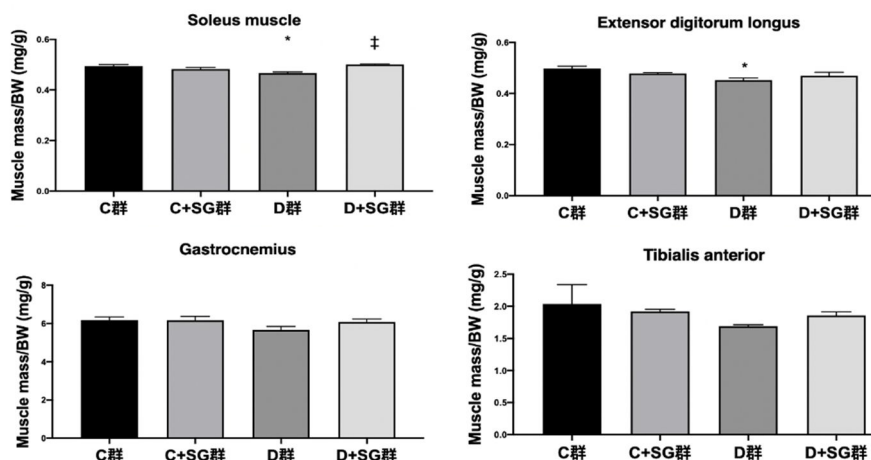 Soleus muscle
Muscle mass/BW (mg/g)
0.6
0.4
0.2
0.0
*
‡
C群 C+SG群 D群 D+SG群
Extensor digitorum longus
Muscle mass/BW (mg/g)
0.6
0.4
0.2
0.0
*
C群 C+SG群 D群 D+SG群
Gastrocnemius
Muscle mass/BW (mg/g)
8
6
4
2
0
C群 C+SG群 D群 D+SG群
Tibialis anterior
Muscle mass/BW (mg/g)
2.5
2.0
1.5
1.0
0.5
0.0
C群 C+SG群 D群 D+SG群